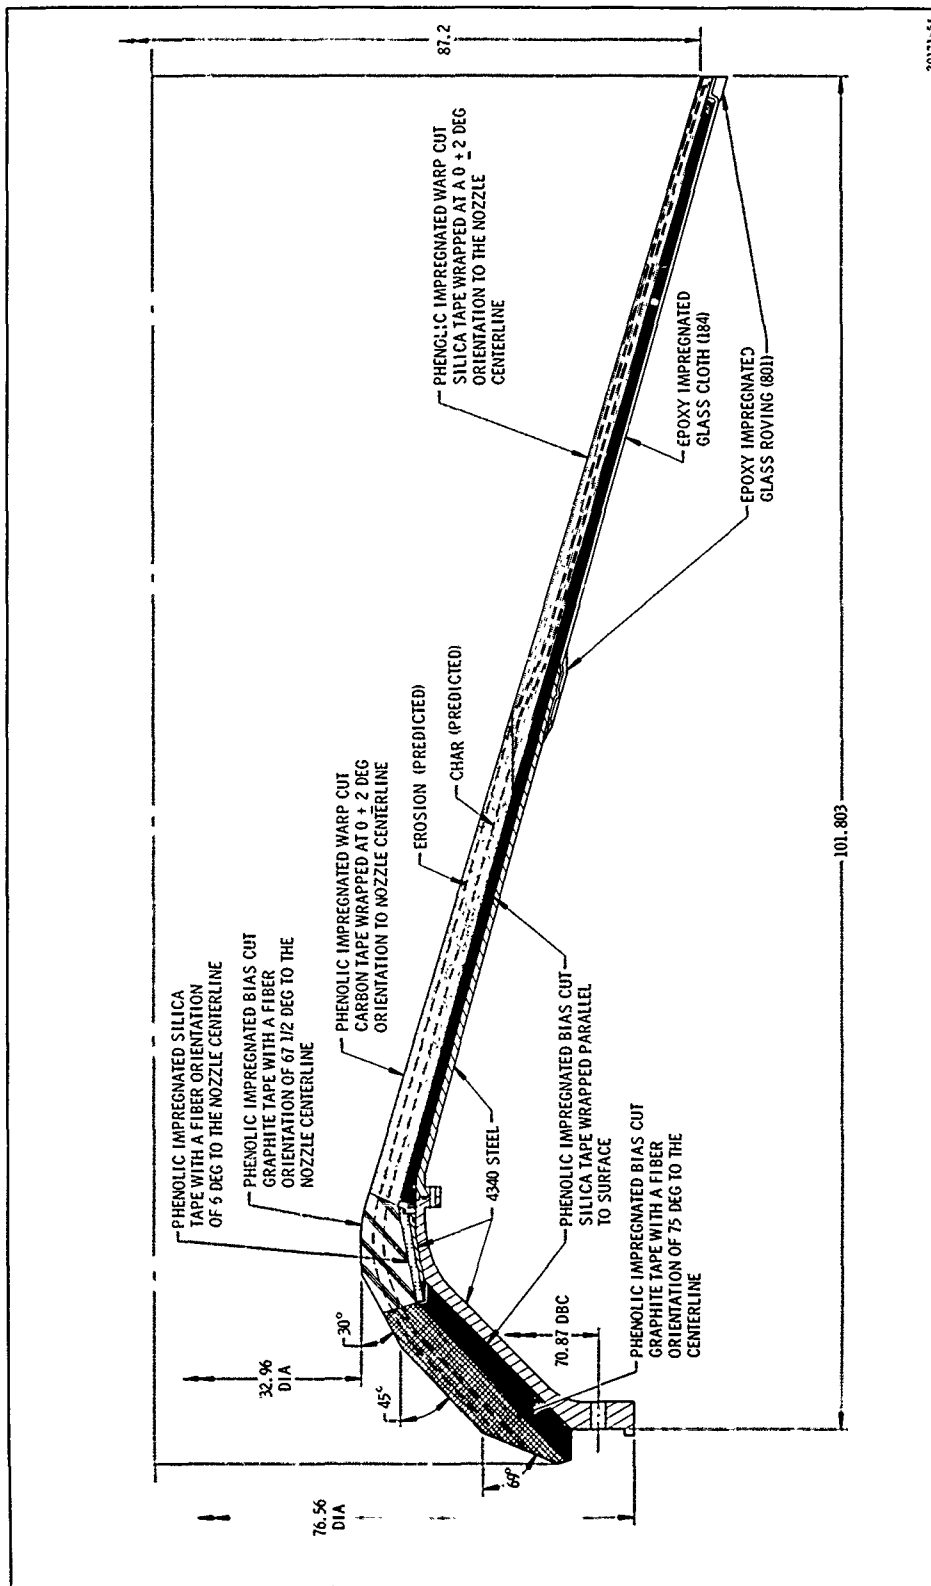 PHENOLIC IMPREGNATED SILICA
TAPE WITH A FIBER ORIENTATION
OF 6 DEG TO THE NOZZLE CENTERLINE
PHENOLIC IMPREGNATED BIAS CUT
GRAPHITE TAPE WITH A FIBER
ORIENTATION OF 67 1/2 DEG TO THE
NOZZLE CENTERLINE
PHENOLIC IMPREGNATED WARP CUT
CARBON TAPE WRAPPED AT 0 ± 2 DEG
ORIENTATION TO NOZZLE CENTERLINE
EROSION (PREDICTED)
CHAR (PREDICTED)
PHENOLIC IMPREGNATED WARP CUT
SILICA TAPE WRAPPED AT A 0 ± 2 DEG
ORIENTATION TO THE NOZZLE
CENTERLINE
87.2
76.56
DIA
32.96
DIA
30°
45°
69°
70.87 DBC
4340 STEEL
PHENOLIC IMPREGNATED BIAS CUT
SILICA TAPE WRAPPED PARALLEL
TO SURFACE
PHENOLIC IMPREGNATED BIAS CUT
GRAPHITE TAPE WITH A FIBER
ORIENTATION OF 75 DEG TO THE
CENTERLINE
EPOXY IMPREGNATED
GLASS CLOTH (184)
EPOXY IMPREGNATED
GLASS ROVING (801)
101.803